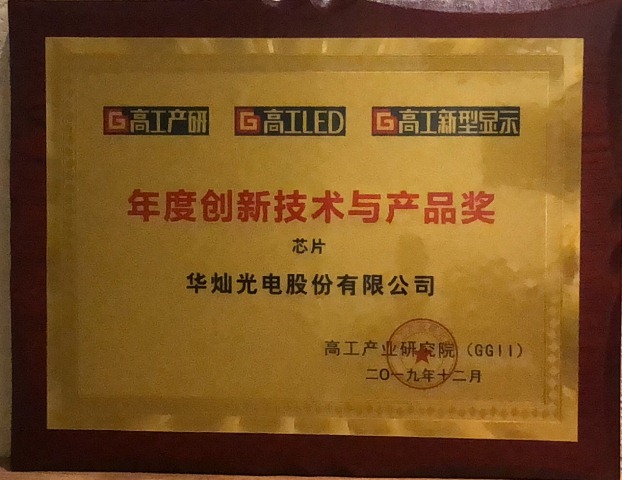 G高工产研 G高工LED G高工新型显示
年度创新技术与产品奖
芯片
华灿光电股份有限公司
高工产业研究院(GGII)
二〇一九年十二月